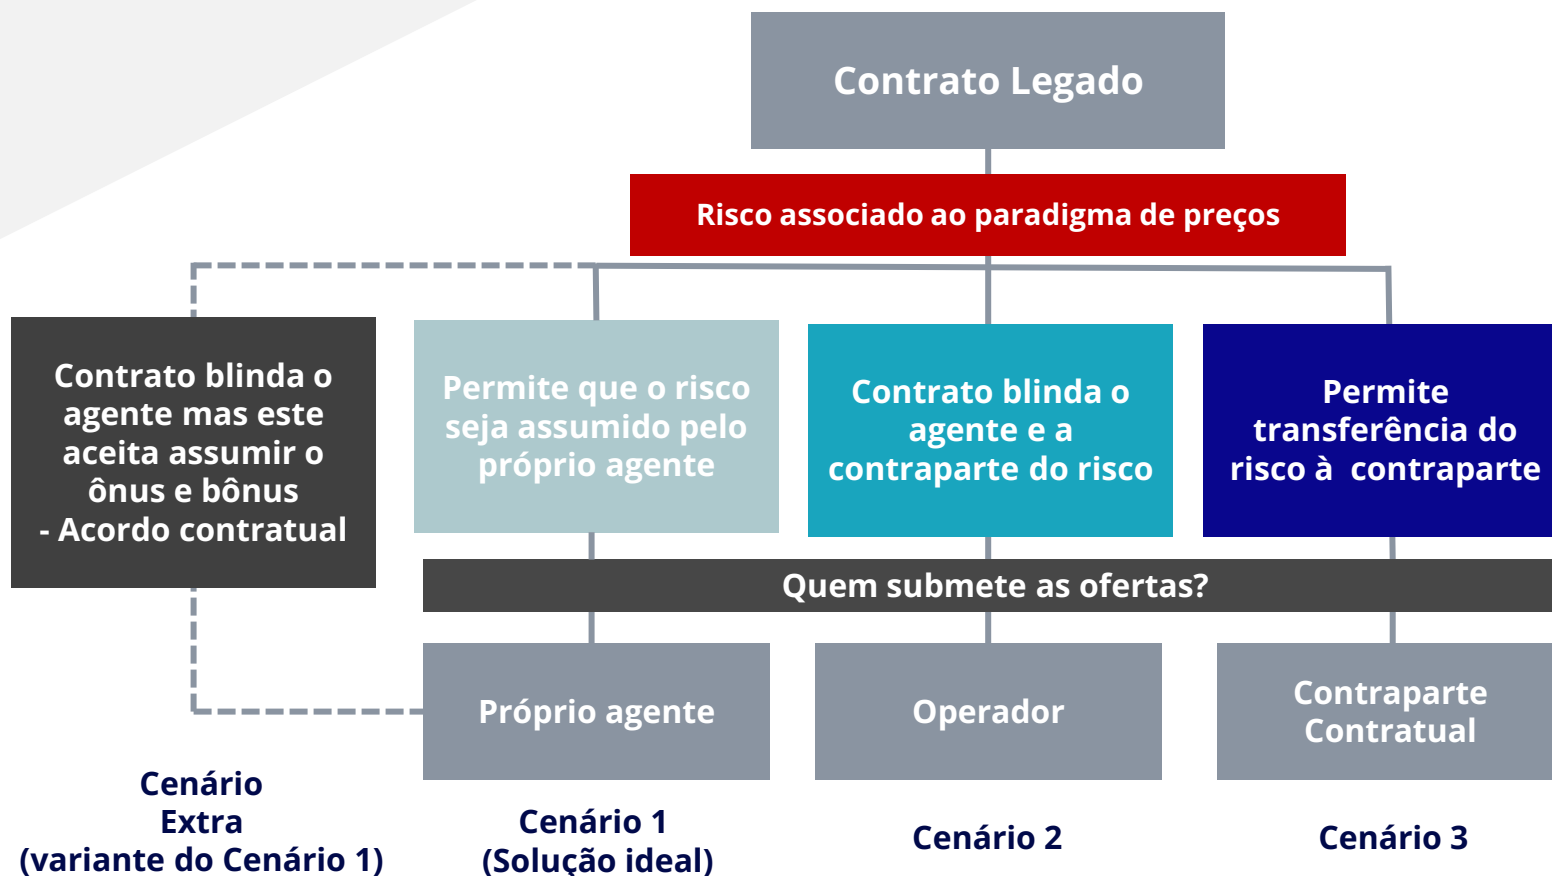 Contrato Legado
Risco associado ao paradigma de preços
Contrato blinda o
agente mas este
aceita assumir o
ônus e bônus
- Acordo contratual
Permite que o risco
seja assumido pelo
próprio agente
Contrato blinda o
agente e a
contraparte do risco
Permite
transferência do
risco à contraparte
Quem submete as ofertas?
Próprio agente
Operador
Contraparte
Contratual
Cenário
Extra
(variante do Cenário 1)
Cenário 1
(Solução ideal)
Cenário 2
Cenário 3